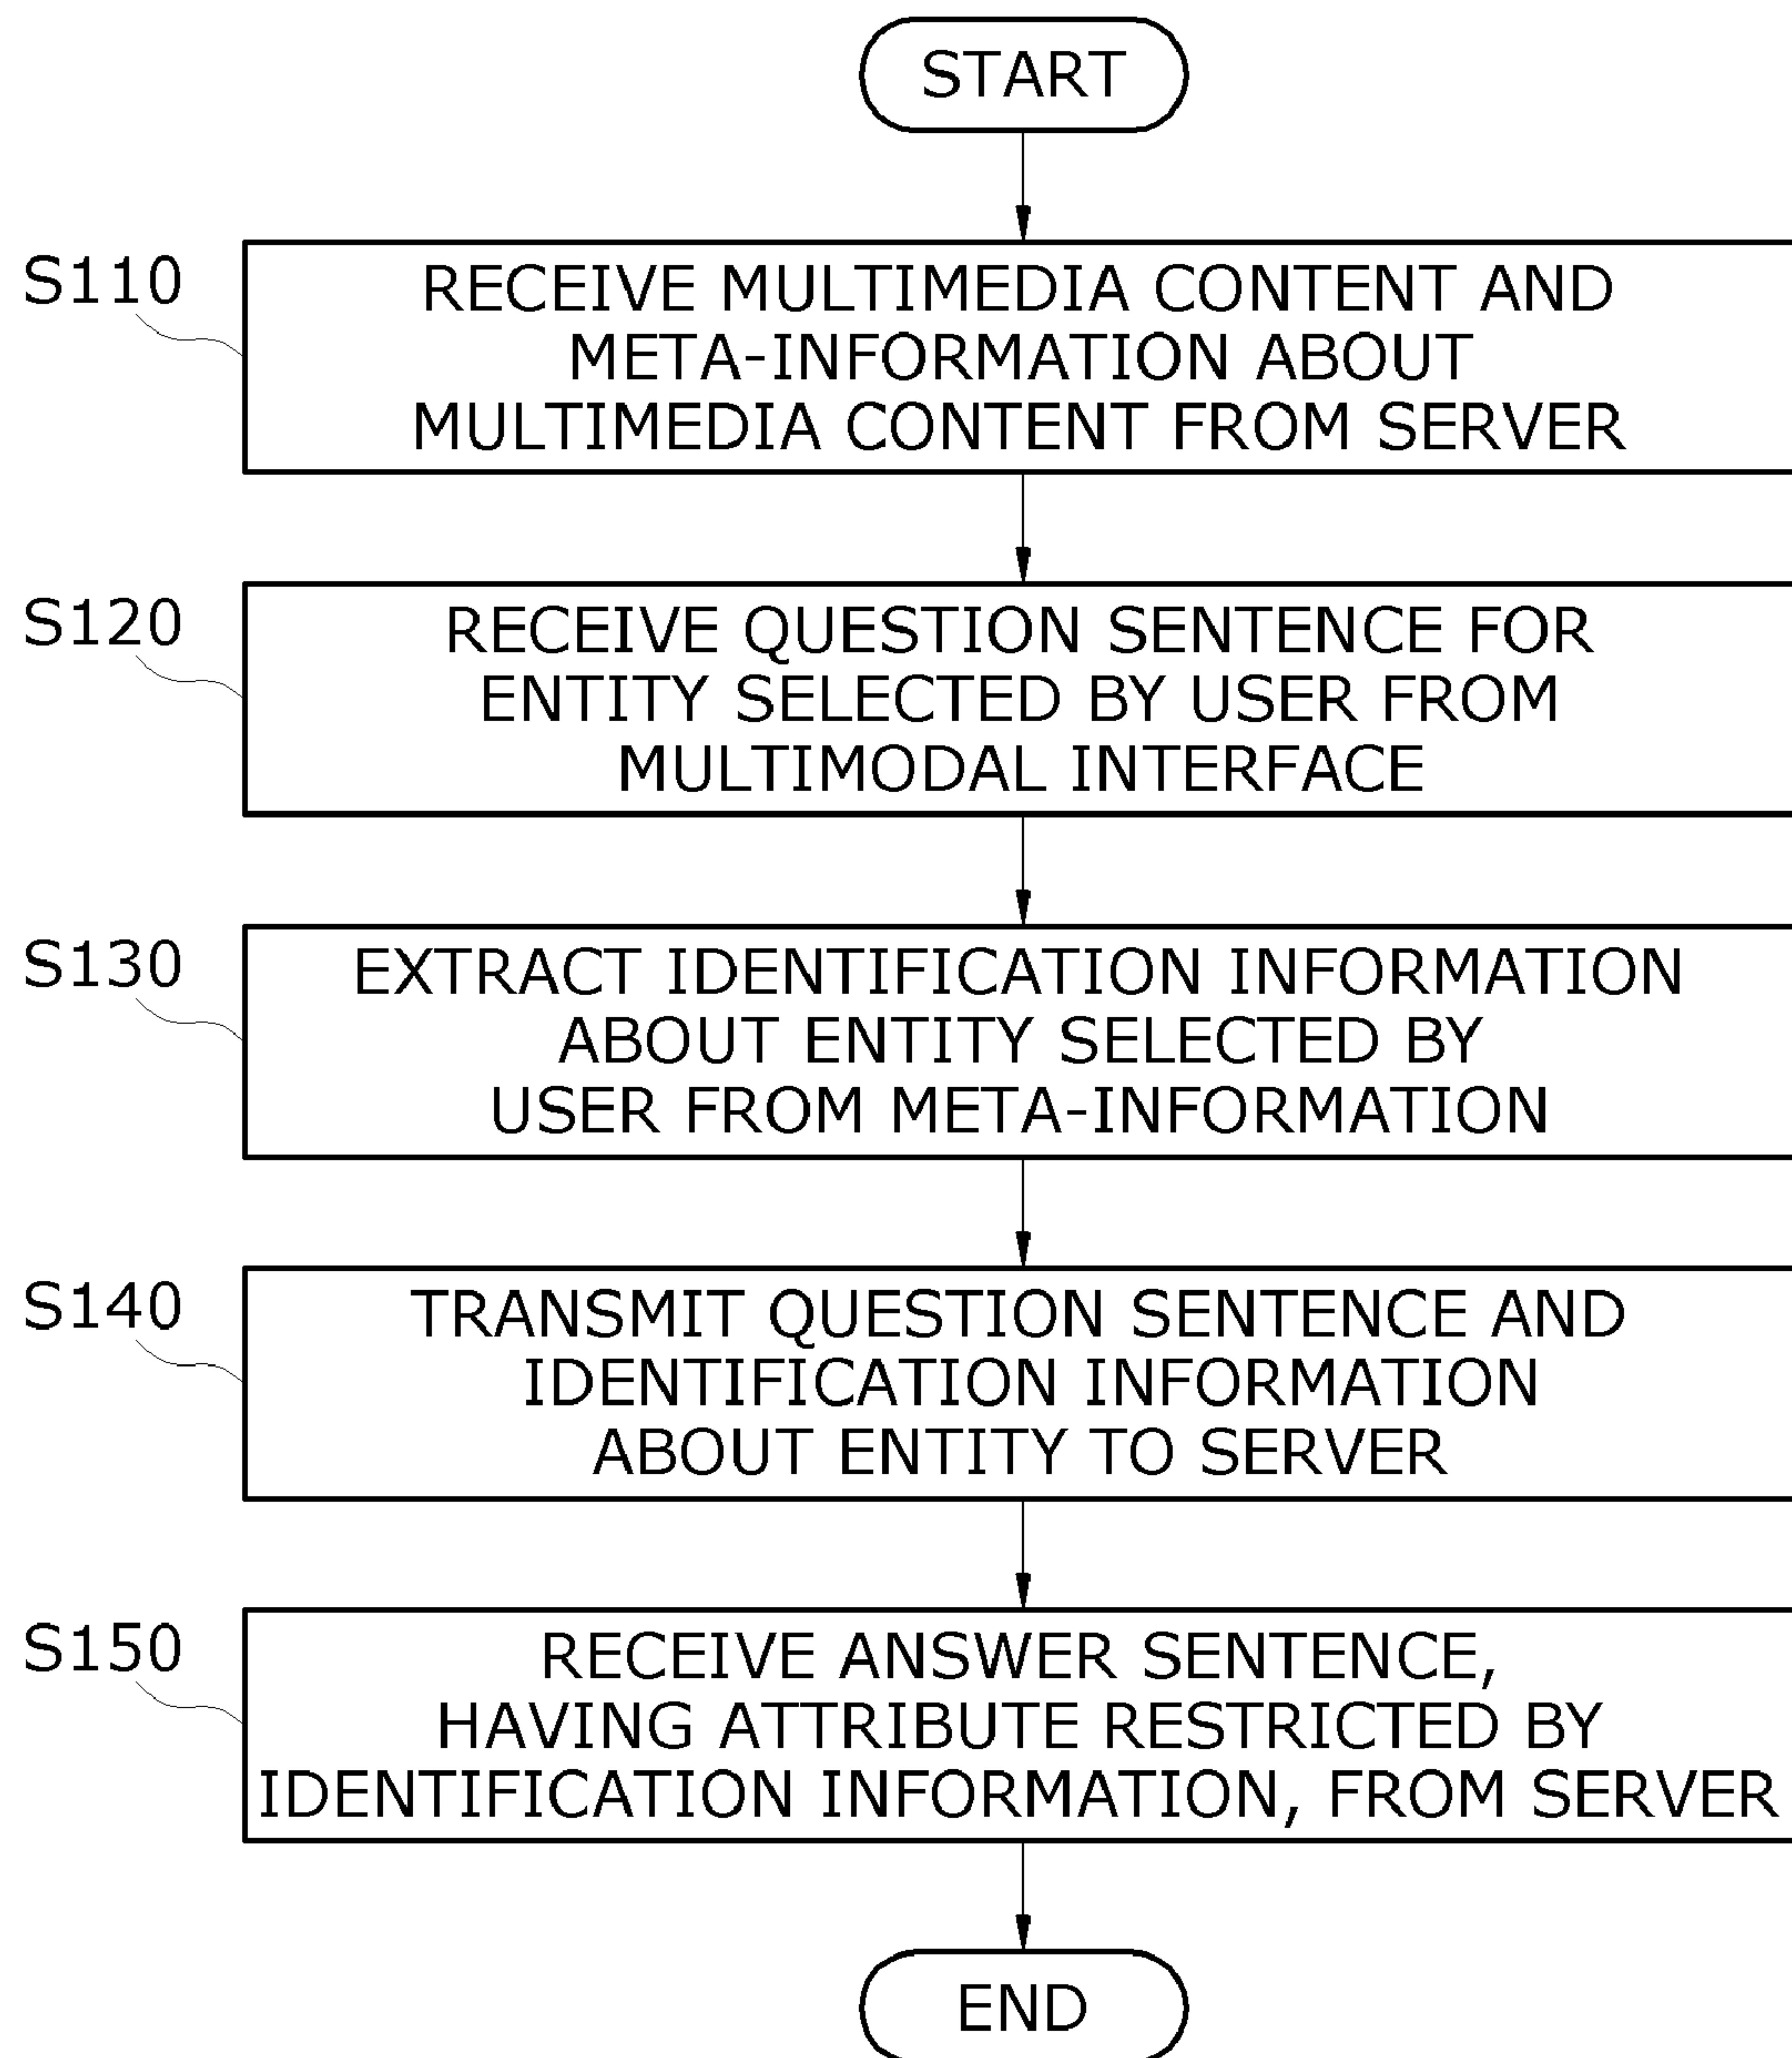 START
S110
RECEIVE MULTIMEDIA CONTENT AND
META-INFORMATION ABOUT
MULTIMEDIA CONTENT FROM SERVER
S120
RECEIVE QUESTION SENTENCE FOR
ENTITY SELECTED BY USER FROM
MULTIMODAL INTERFACE
S130
EXTRACT IDENTIFICATION INFORMATION
ABOUT ENTITY SELECTED BY
USER FROM META-INFORMATION
S140
TRANSMIT QUESTION SENTENCE AND
IDENTIFICATION INFORMATION
ABOUT ENTITY TO SERVER
S150
RECEIVE ANSWER SENTENCE,
HAVING ATTRIBUTE RESTRICTED BY
IDENTIFICATION INFORMATION, FROM SERVER
END